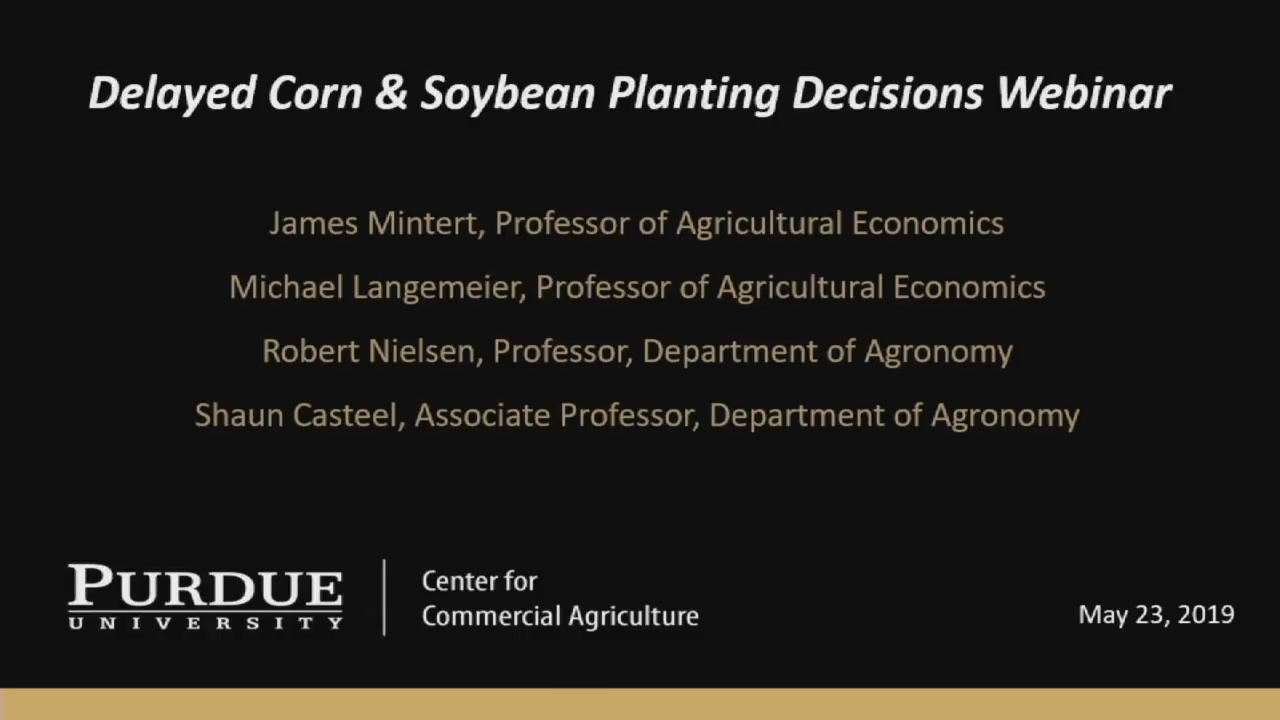 Delayed Corn & Soybean Planting Decisions Webinar
James Mintert, Professor of Agricultural Economics
Michael Langemeier, Professor of Agricultural Economics
Robert Nielsen, Professor, Department of Agronomy
Shaun Casteel, Associate Professor, Department of Agronomy
PURDUE
UNIVERSITY
Center for
Commercial Agriculture
May 23, 2019